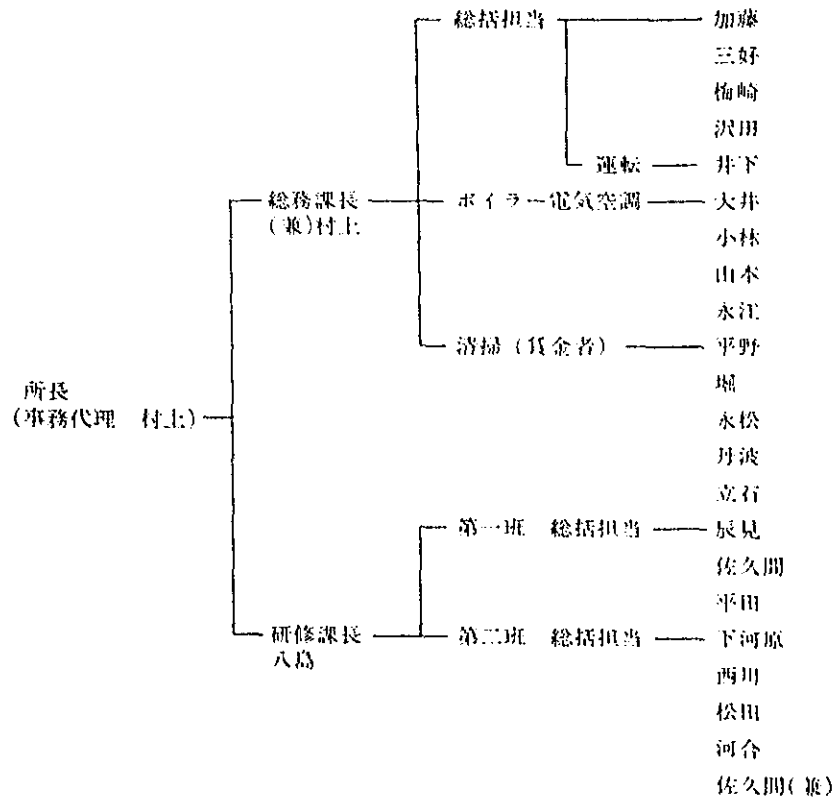 総括担当 加藤
三好
梅崎
沢田
運転 井下
総務課長 ボイラー電気空調 大井
(兼)村上 小林
山本
永江
清掃(賃金者) 平野
堀
所長
(事務代理 村上) 永松
丹波
立石
第一班 総括担当 辰見
佐久間
平田
研修課長 第二班 総括担当 下河原
八島 西川
松田
河合
佐久間(兼)